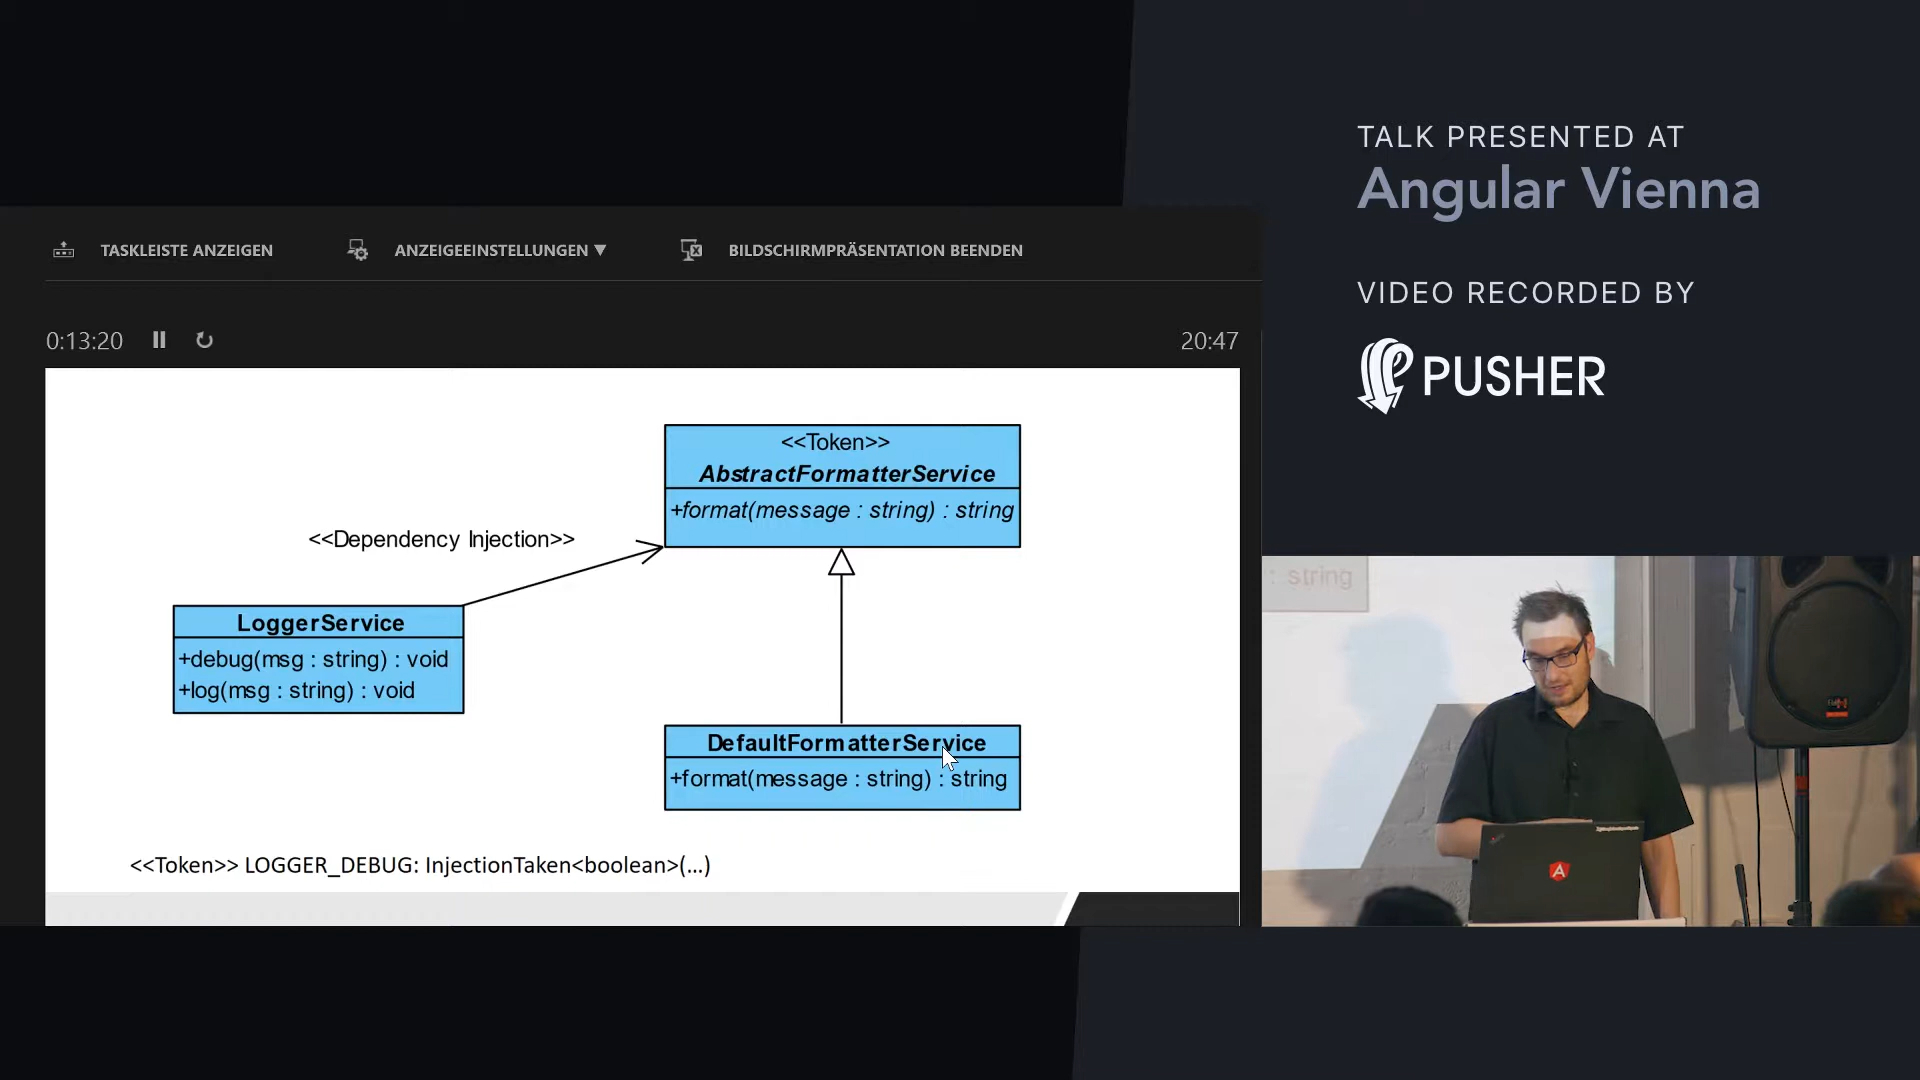 TALK PRESENTED AT
Angular Vienna
VIDEO RECORDED BY
PUSHER
TASKLEISTE ANZEIGEN
ANZEIGEEINSTELLUNGEN ▼
BILDSCHIRMPRÄSENTATION BEENDEN
0:13:20
20:47
<<Token>>
AbstractFormatterService
+format(message : string) : string
<<Dependency Injection>>
LoggerService
+debug(msg : string) : void
+log(msg : string) : void
DefaultFormatterService
+format(message : string) : string
<<Token>> LOGGER_DEBUG: InjectionTaken<boolean>(...)
: string
A